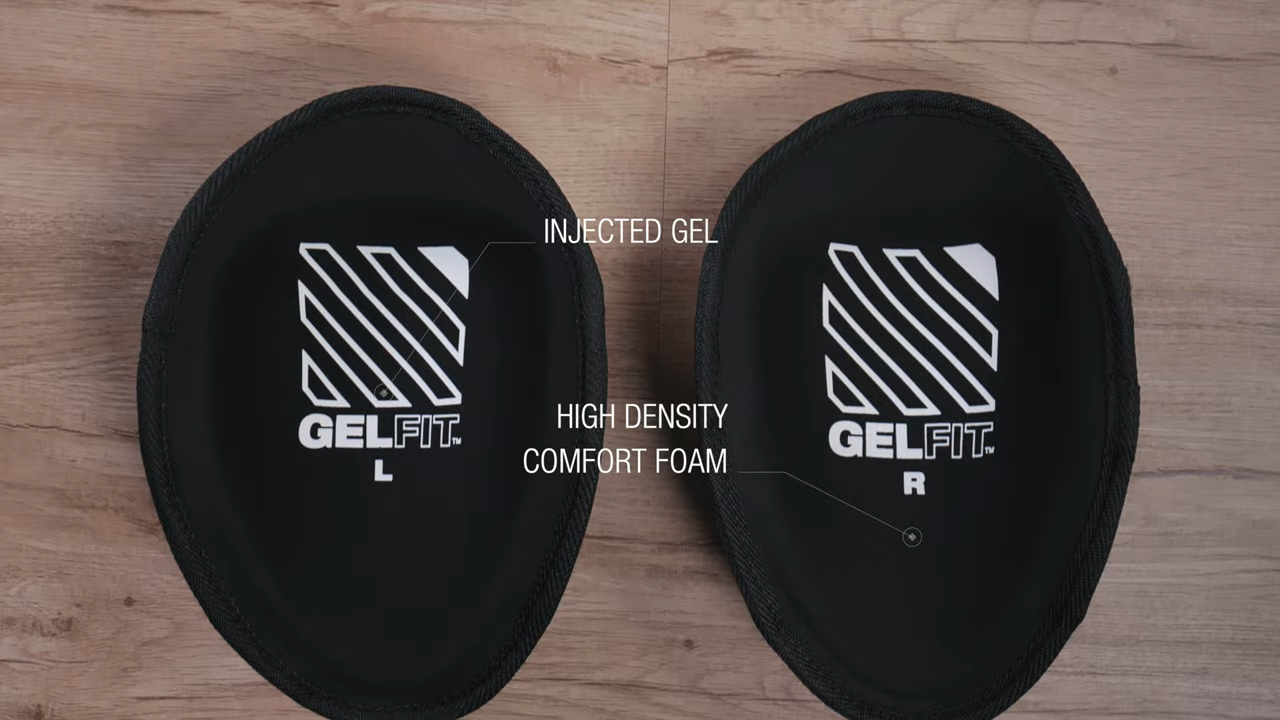 INJECTED GEL
HIGH DENSITY
COMFORT FOAM
GELFIT™
L
GELFIT™
R